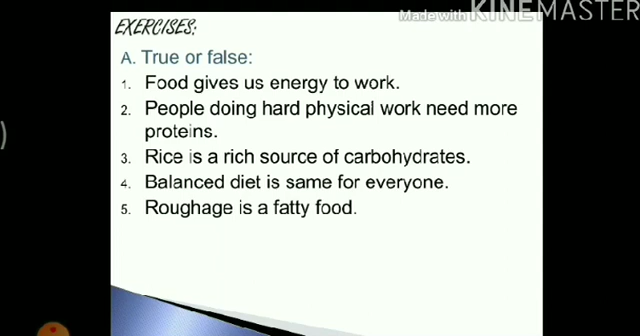 Made with KINEMASTER
EXERCISES:
A. True or false:
1. Food gives us energy to work.
2. People doing hard physical work need more
proteins.
3. Rice is a rich source of carbohydrates.
4. Balanced diet is same for everyone.
5. Roughage is a fatty food.
)